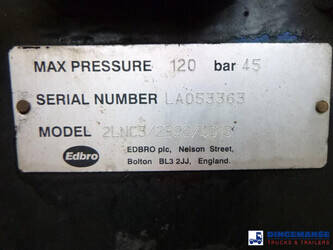 MAX PRESSURE 120 bar 45
SERIAL NUMBER LA053363
MODEL
Edbro
EDBRO plc, Nelson Street,
Bolton BL3 2JJ, England.
DINGEMANSE
TRUCKS & TRAILERS